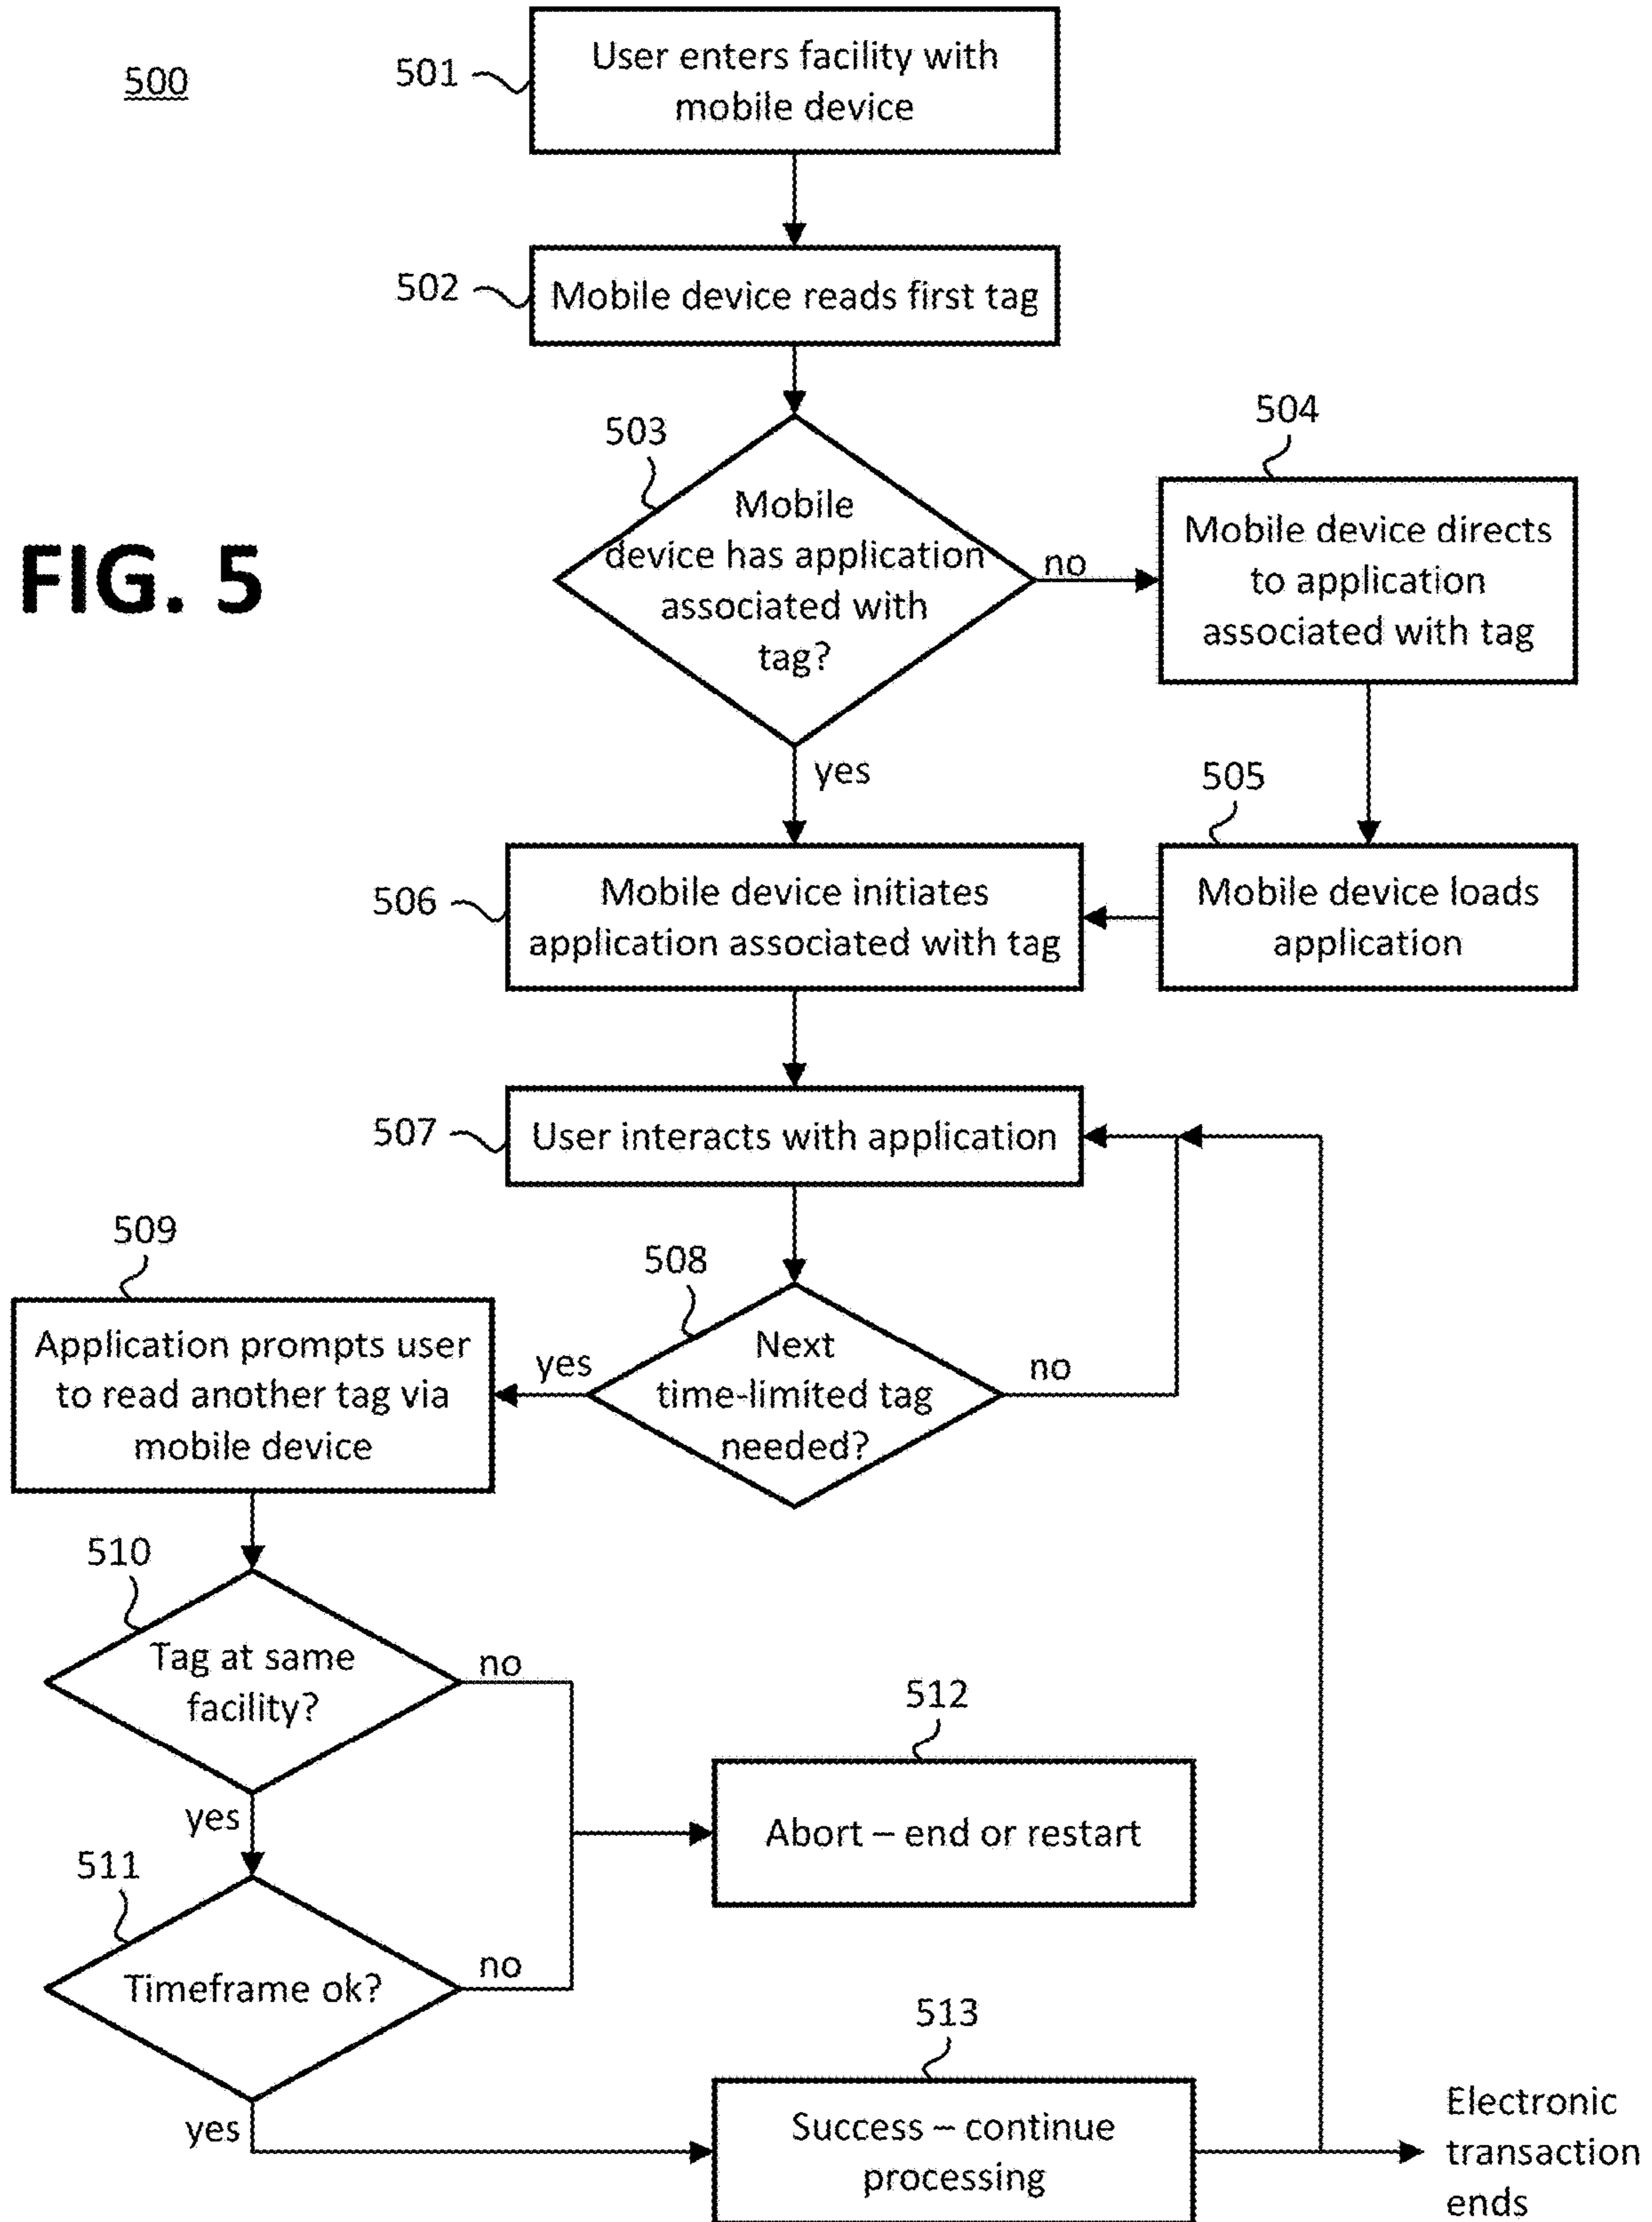 500
501
User enters facility with
mobile device
502
Mobile device reads first tag
503
Mobile
device has application
associated with
tag?
no
504
Mobile device directs
to application
associated with tag
FIG. 5
yes
505
Mobile device loads
application
506
Mobile device initiates
application associated with tag
507
User interacts with application
508
Next
time-limited tag
needed?
no
yes
509
Application prompts user
to read another tag via
mobile device
510
Tag at same
facility?
no
yes
511
Timeframe ok?
no
yes
512
Abort – end or restart
513
Success – continue
processing
Electronic
transaction
ends